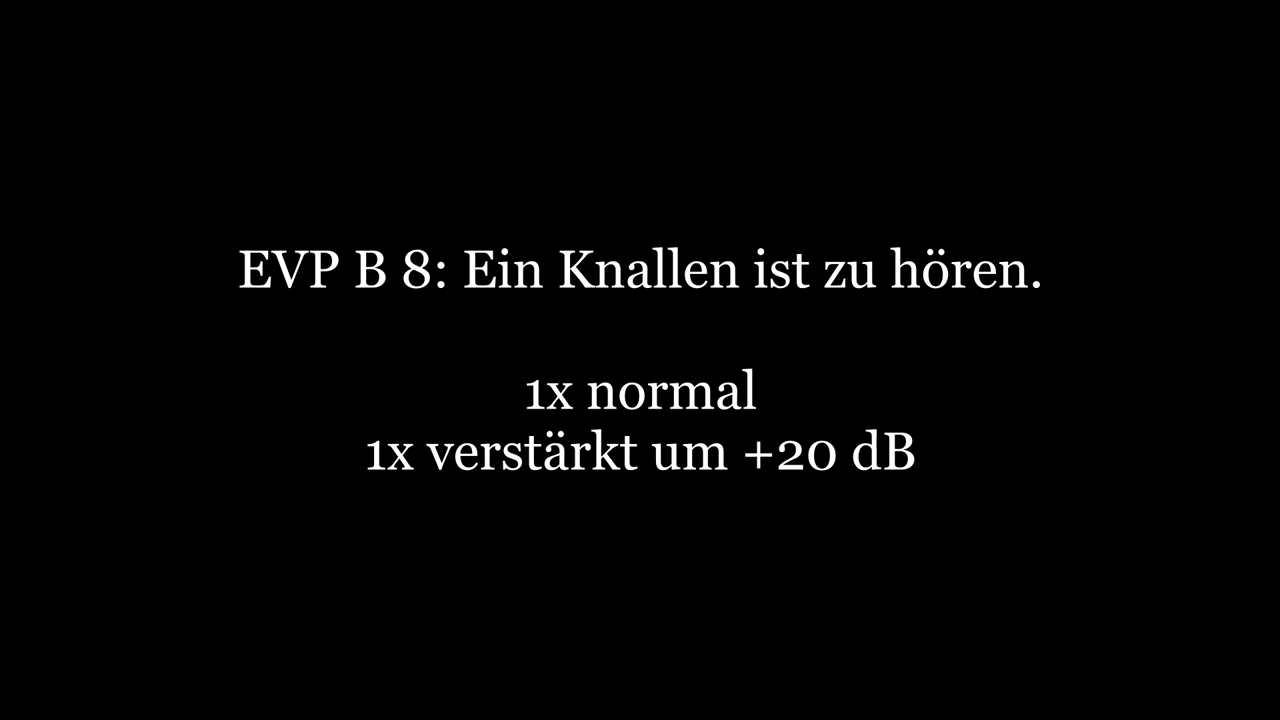 EVP B 8: Ein Knallen ist zu hören.
1x normal
1x verstärkt um +20 dB